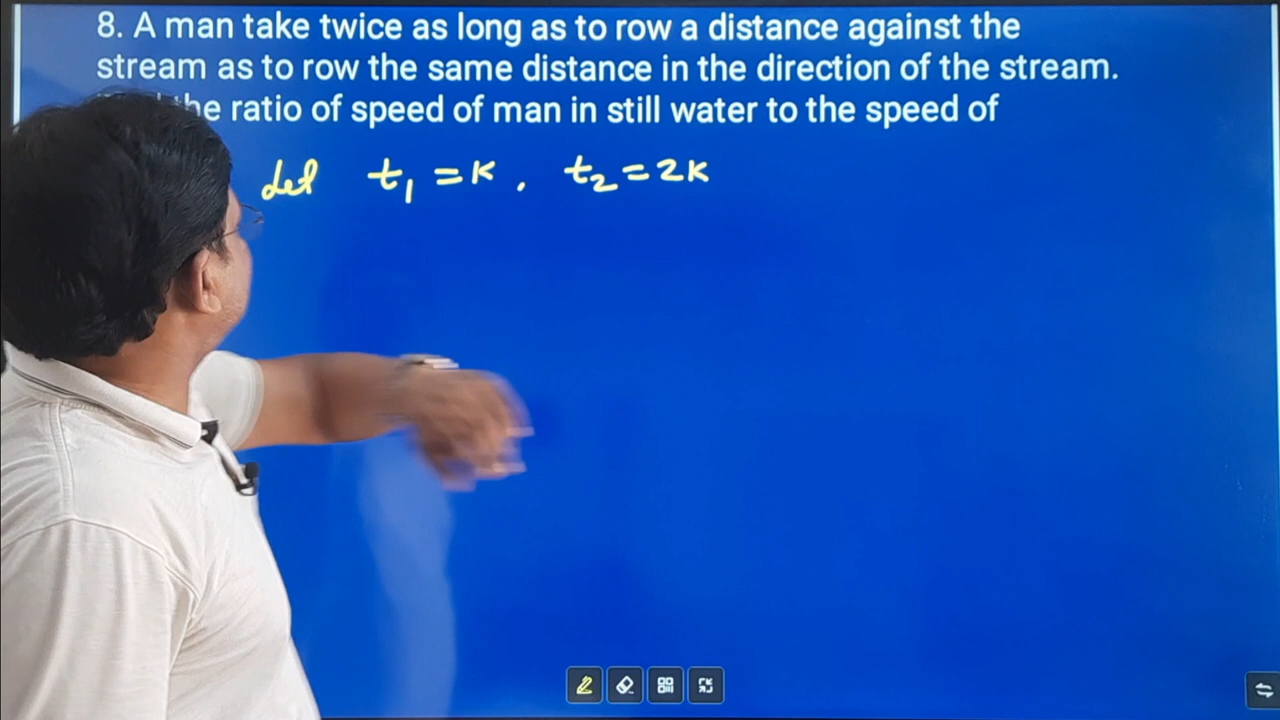 8. A man take twice as long as to row a distance against the
stream as to row the same distance in the direction of the stream.
the ratio of speed of man in still water to the speed of
let t₁ = K, t₂ = 2K